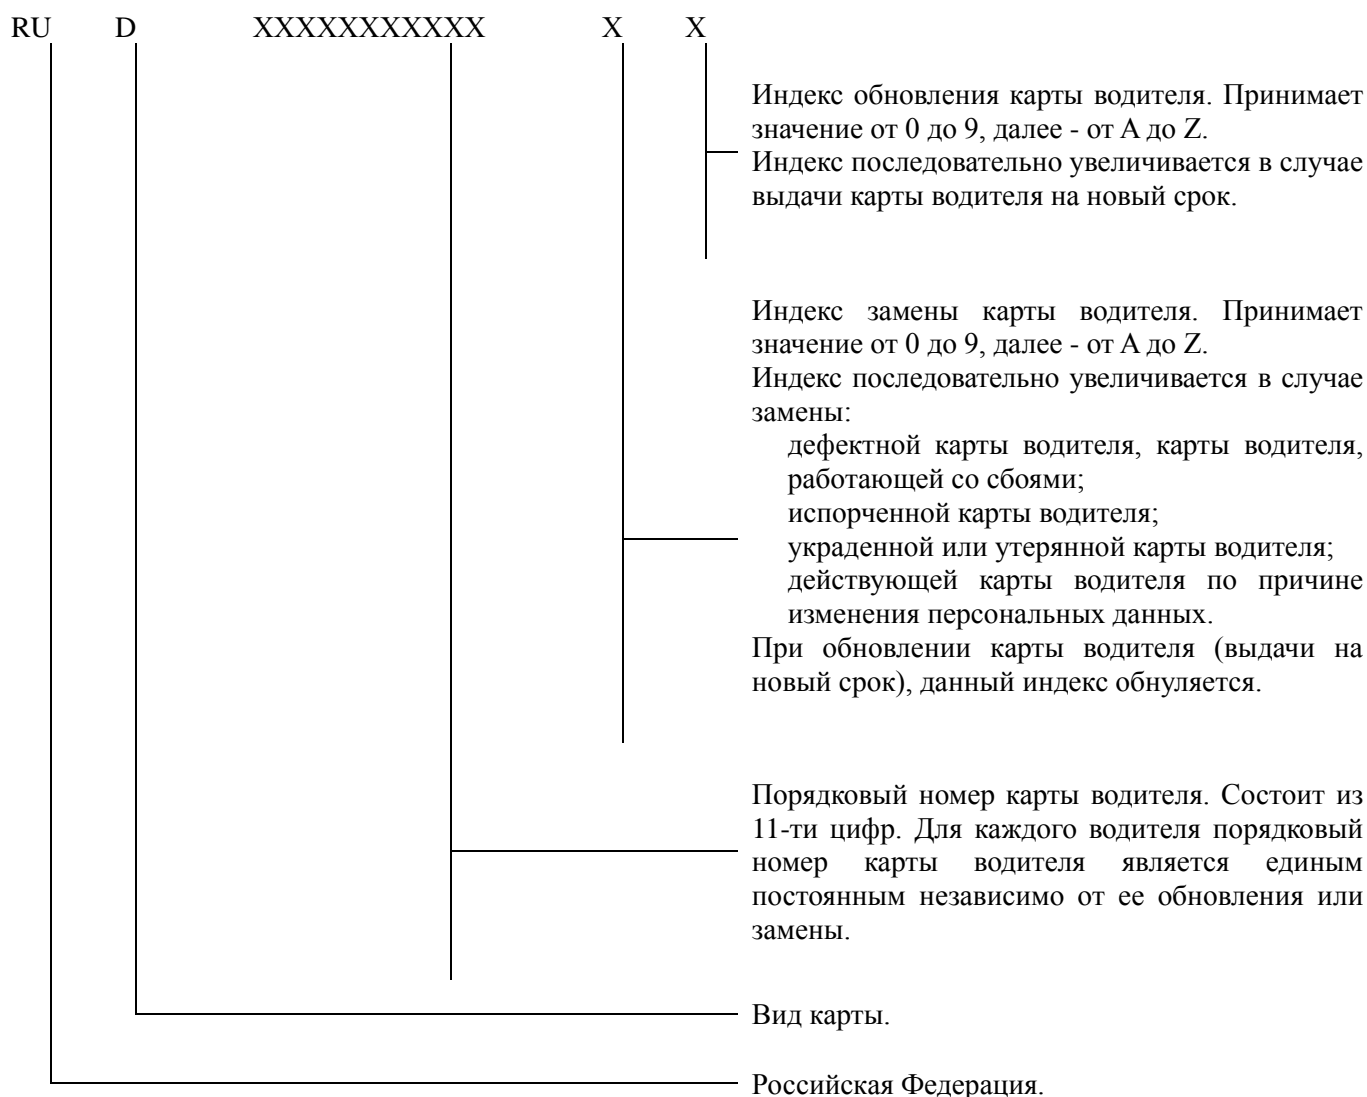 RU D XXXXXXXXXXX X X
Индекс обновления карты водителя. Принимает
значение от 0 до 9, далее - от A до Z.
Индекс последовательно увеличивается в случае
выдачи карты водителя на новый срок.
Индекс замены карты водителя. Принимает
значение от 0 до 9, далее - от A до Z.
Индекс последовательно увеличивается в случае
замены:
дефектной карты водителя, карты водителя,
работающей со сбоями;
испорченной карты водителя;
украденной или утерянной карты водителя;
действующей карты водителя по причине
изменения персональных данных.
При обновлении карты водителя (выдачи на
новый срок), данный индекс обнуляется.
Порядковый номер карты водителя. Состоит из
11-ти цифр. Для каждого водителя порядковый
номер карты водителя является единым
постоянным независимо от ее обновления или
замены.
Вид карты.
Российская Федерация.